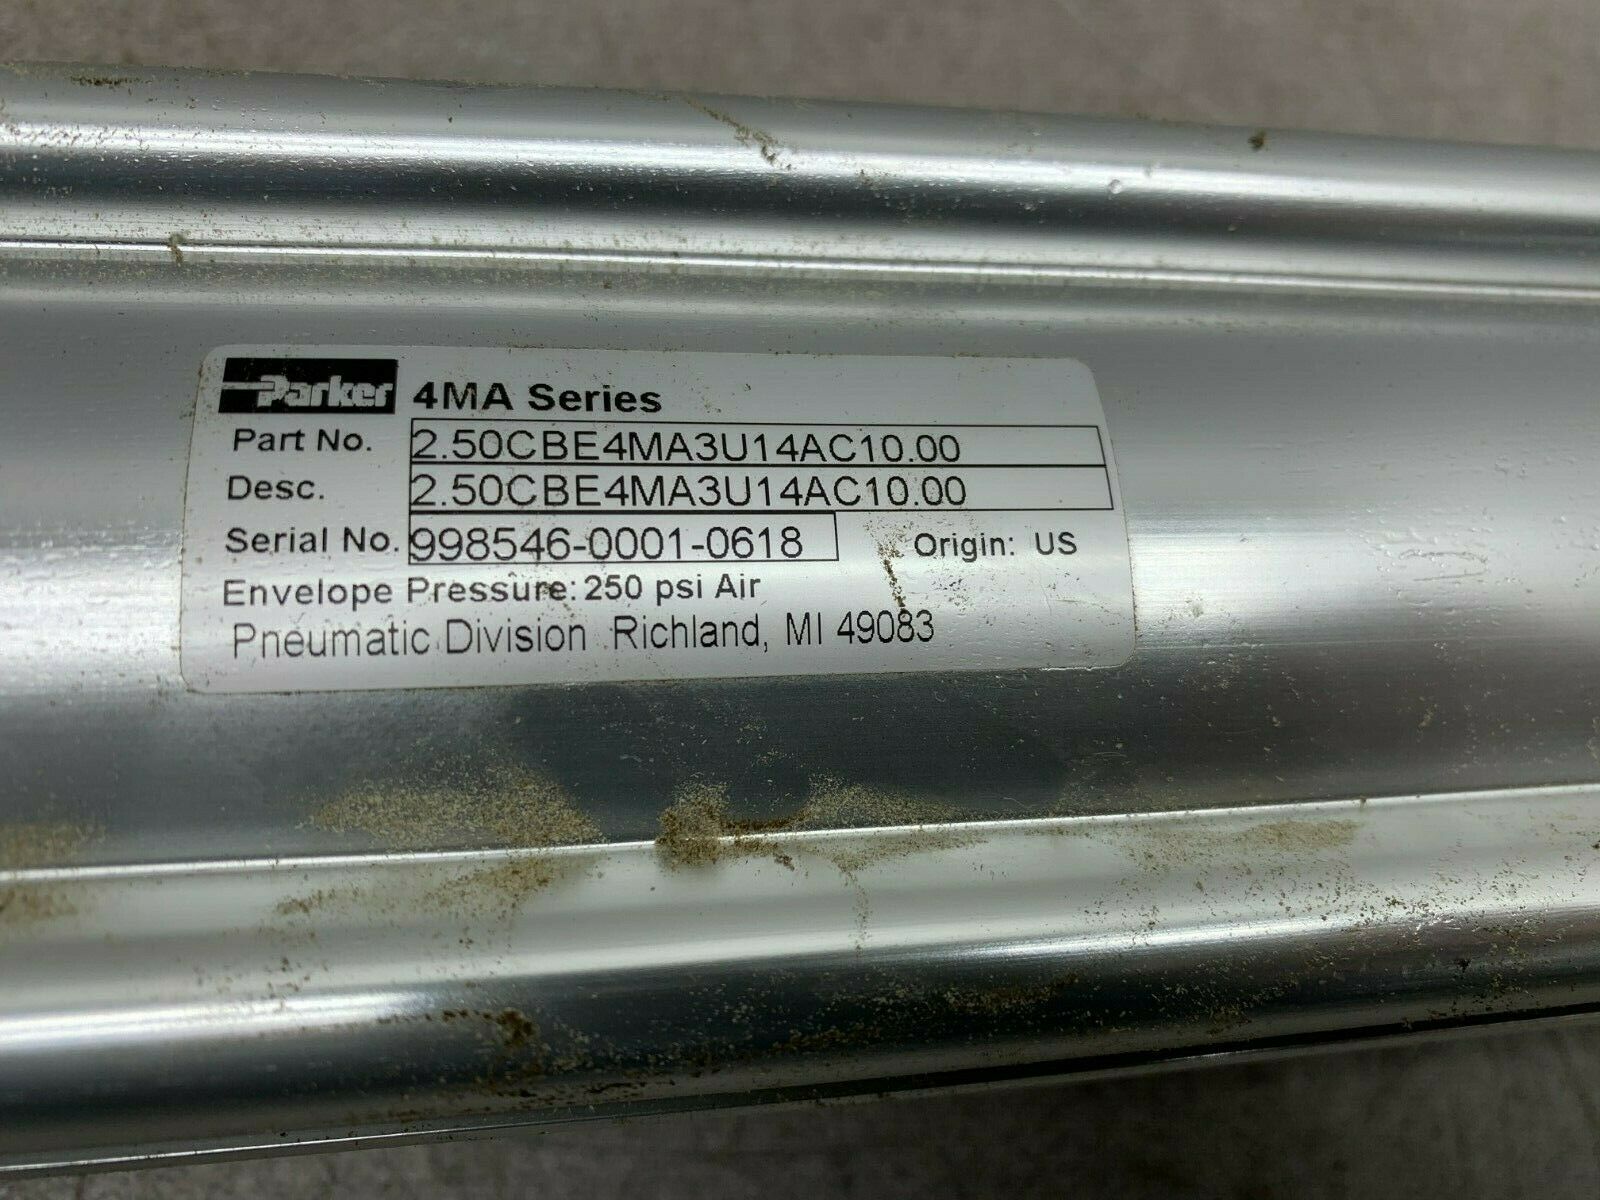 Parker 4MA Series
Part No. 2.50CBE4MA3U14AC10.00
Desc. 2.50CBE4MA3U14AC10.00
Serial No. 998546-0001-0618 Origin: US
Envelope Pressure: 250 psi Air
Pneumatic Division Richland, MI 49083